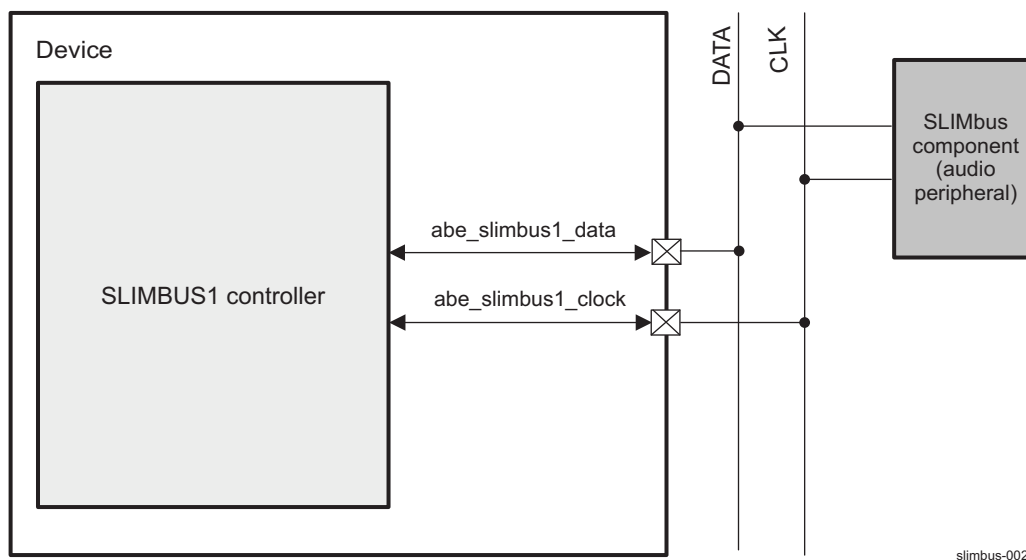 Device
DATA
CLK
SLIMbus
component
(audio
peripheral)
abe_slimbus1_data
SLIMBUS1 controller
abe_slimbus1_clock
slimbus-002